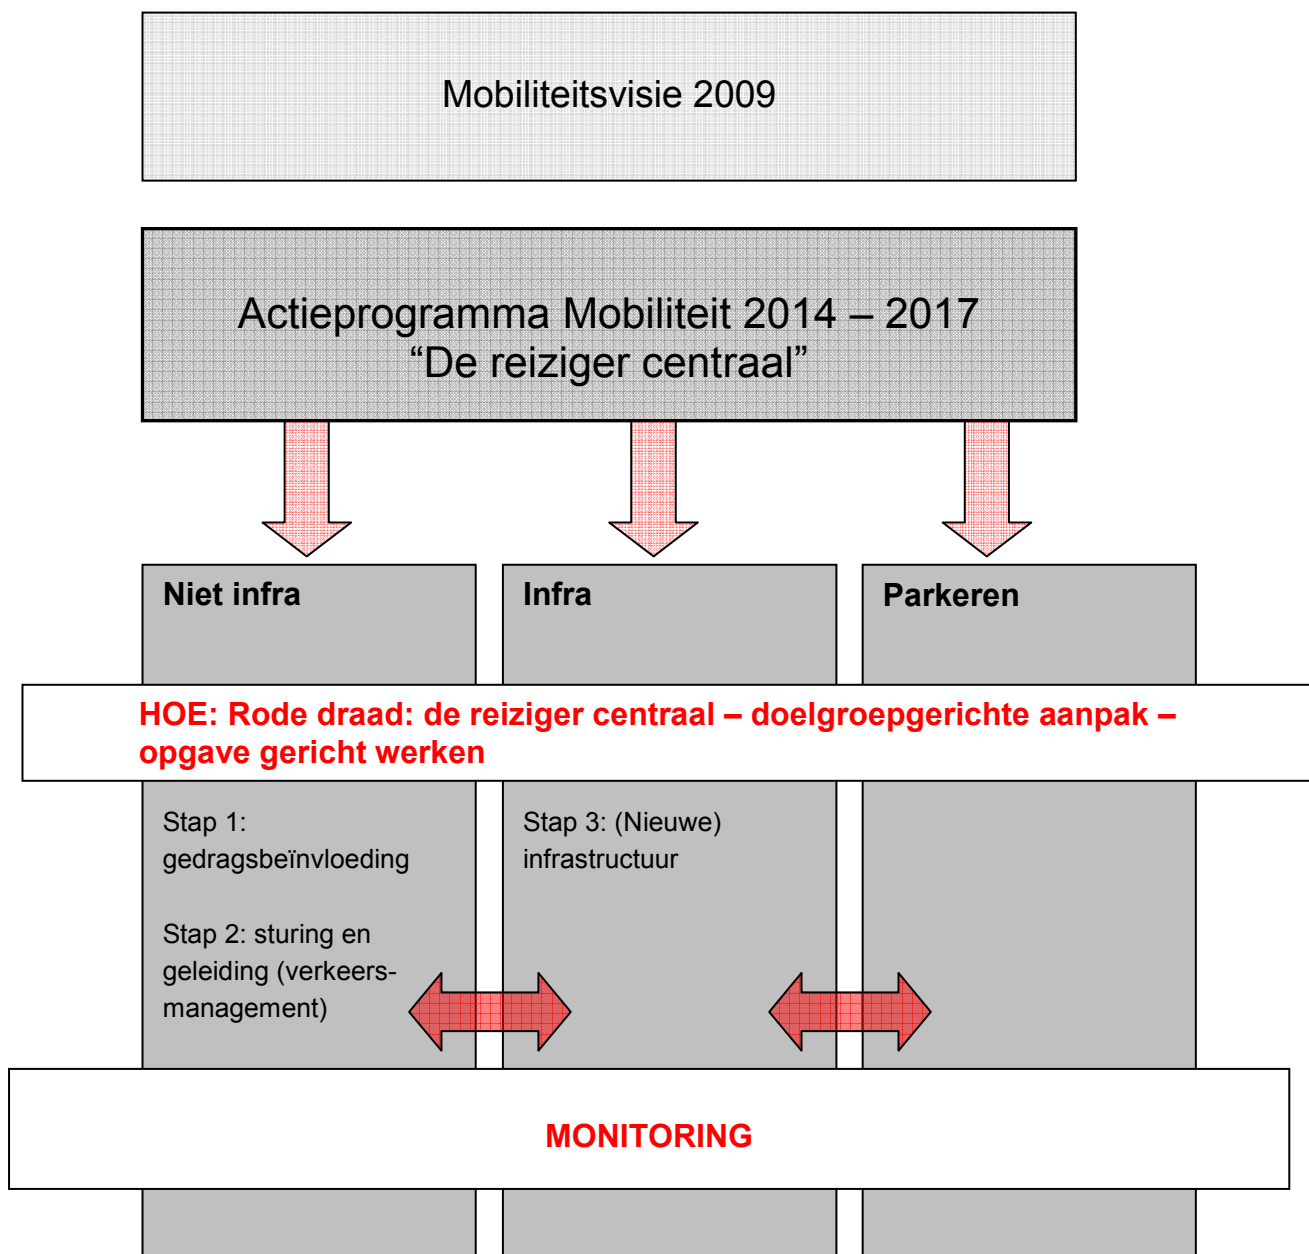 Mobiliteitsvisie 2009
Actieprogramma Mobiliteit 2014 – 2017
“De reiziger centraal”
Niet infra
Infra
Parkeren
HOE: Rode draad: de reiziger centraal – doelgroepgerichte aanpak –
opgave gericht werken
Stap 1:
gedragsbeïnvloeding
Stap 2: sturing en
geleiding (verkeers-
management)
Stap 3: (Nieuwe)
infrastructuur
MONITORING